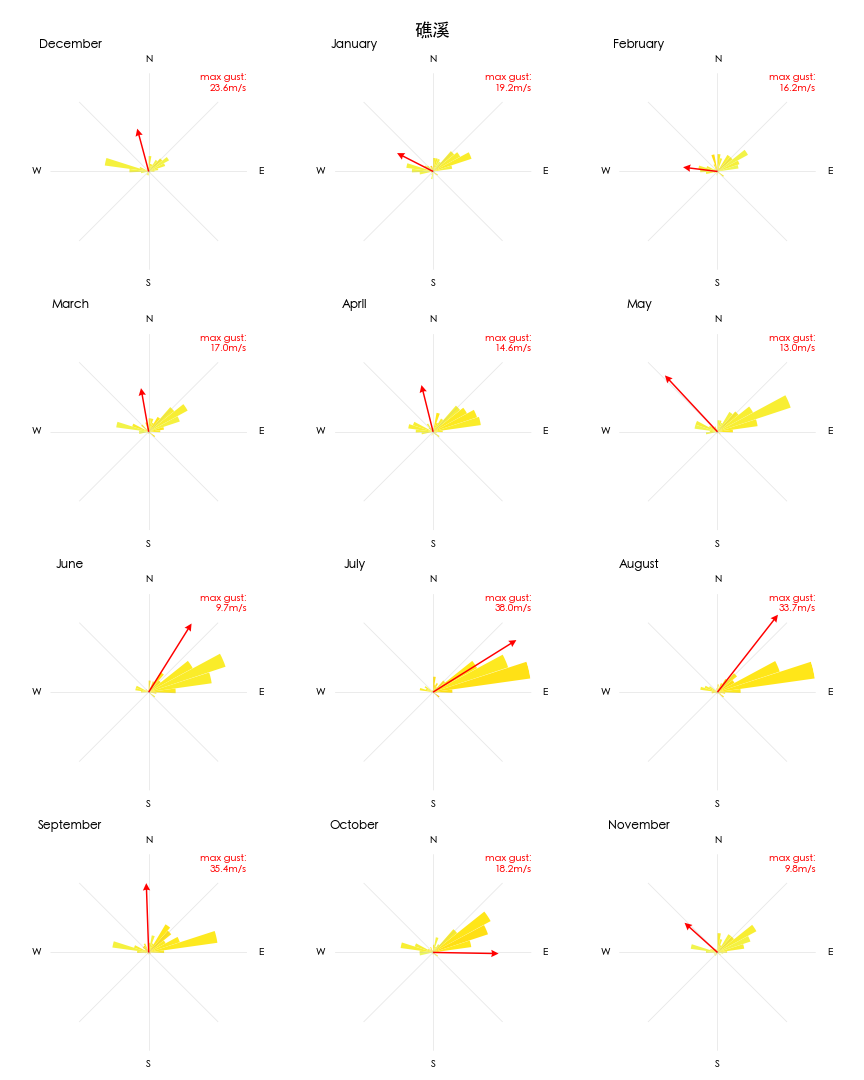 礁溪
December
N
max gust:
23.6m/s
W
E
S
January
N
max gust:
19.2m/s
W
E
S
February
N
max gust:
16.2m/s
W
E
S
March
N
max gust:
17.0m/s
W
E
S
April
N
max gust:
14.6m/s
W
E
S
May
N
max gust:
13.0m/s
W
E
S
June
N
max gust:
9.7m/s
W
E
S
July
N
max gust:
38.0m/s
W
E
S
August
N
max gust:
33.7m/s
W
E
S
September
N
max gust:
35.4m/s
W
E
S
October
N
max gust:
18.2m/s
W
E
S
November
N
max gust:
9.8m/s
W
E
S